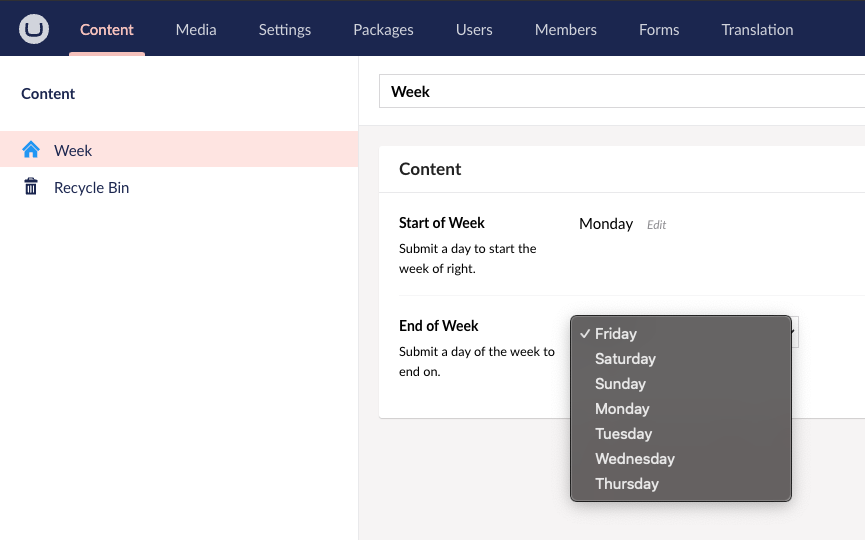 Content Media Settings Packages Users Members Forms Translation
Content
Week
Recycle Bin
Week
Content
Start of Week
Submit a day to start the
week of right.
Monday Edit
End of Week
Submit a day of the week to
end on.
✓ Friday
Saturday
Sunday
Monday
Tuesday
Wednesday
Thursday